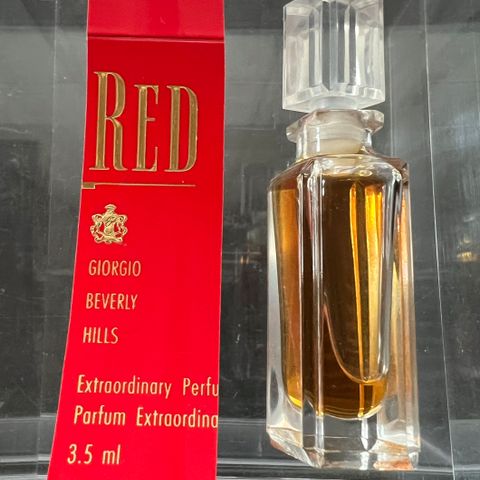 RED
GIORGIO
BEVERLY
HILLS
Extraordinary Perfu
Parfum Extraordina
3.5 ml